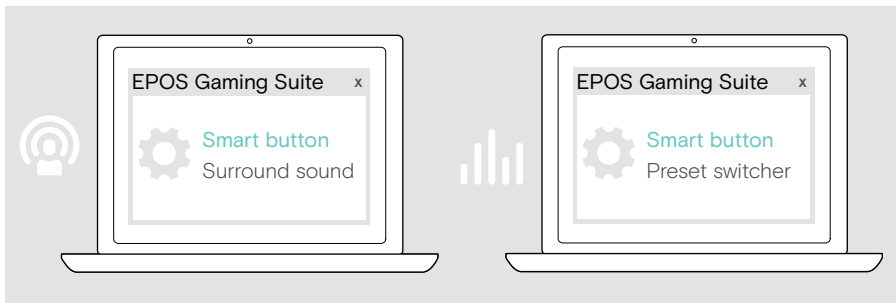 EPOS Gaming Suite x
Smart button
Surround sound
EPOS Gaming Suite x
Smart button
Preset switcher